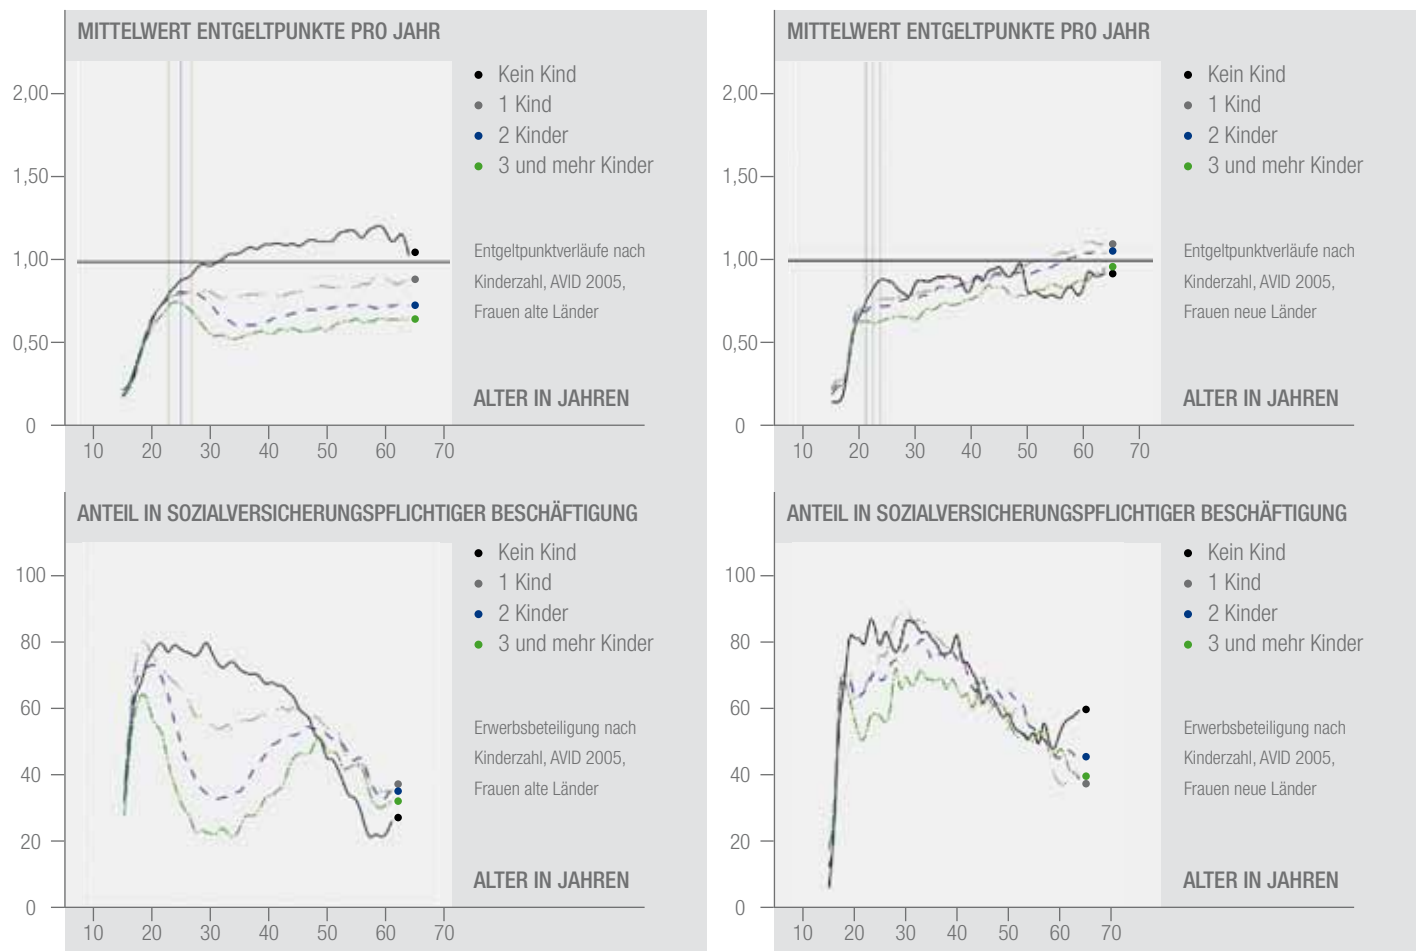 MITTELWERT ENTGELTPUNKTE PRO JAHR
2,00
1,50
1,00
0,50
0
10 20 30 40 50 60 70
Kein Kind
1 Kind
2 Kinder
3 und mehr Kinder
Entgeltpunktverläufe nach
Kinderzahl, AVID 2005,
Frauen alte Länder
ALTER IN JAHREN
MITTELWERT ENTGELTPUNKTE PRO JAHR
2,00
1,50
1,00
0,50
0
10 20 30 40 50 60 70
Kein Kind
1 Kind
2 Kinder
3 und mehr Kinder
Entgeltpunktverläufe nach
Kinderzahl, AVID 2005,
Frauen neue Länder
ALTER IN JAHREN
ANTEIL IN SOZIALVERSICHERUNGSPFLICHTIGER BESCHÄFTIGUNG
100
80
60
40
20
0
10 20 30 40 50 60 70
Kein Kind
1 Kind
2 Kinder
3 und mehr Kinder
Erwerbsbeteiligung nach
Kinderzahl, AVID 2005,
Frauen alte Länder
ALTER IN JAHREN
ANTEIL IN SOZIALVERSICHERUNGSPFLICHTIGER BESCHÄFTIGUNG
100
80
60
40
20
0
10 20 30 40 50 60 70
Kein Kind
1 Kind
2 Kinder
3 und mehr Kinder
Erwerbsbeteiligung nach
Kinderzahl, AVID 2005,
Frauen neue Länder
ALTER IN JAHREN